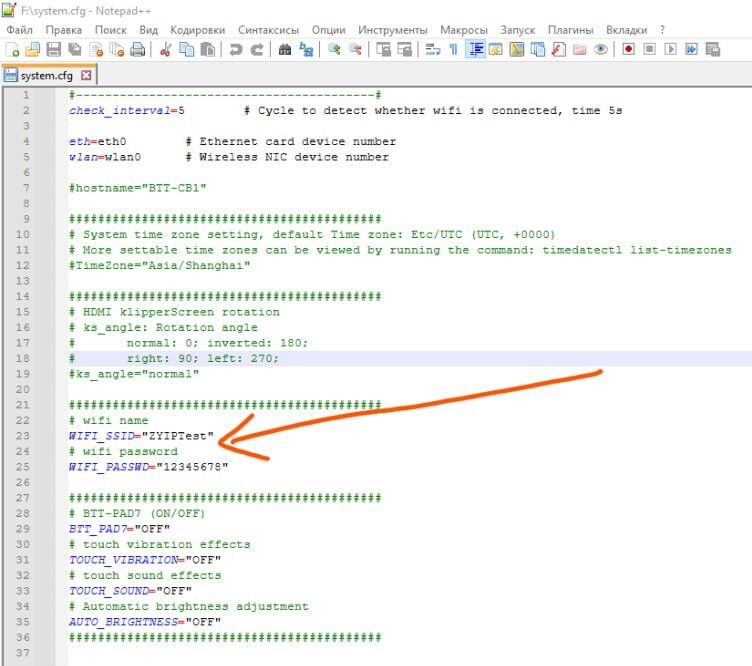 F:\system.cfg - Notepad++
Файл Правка Поиск Вид Кодировки Синтаксисы Опции Инструменты Макросы Запуск Плагины Вкладки ?
system.cfg
1 #-----------------------------------------#
2 check_interval=5 # Cycle to detect whether wifi is connected, time 5s
3
4 eth=eth0 # Ethernet card device number
5 wlan=wlan0 # Wireless NIC device number
6
7 #hostname="BTT-CB1"
8
9 ###########################################
10 # System time zone setting, default Time zone: Etc/UTC (UTC, +0000)
11 # More settable time zones can be viewed by running the command: timedatectl list-timezones
12 #TimeZone="Asia/Shanghai"
13
14 ###########################################
15 # HDMI klipperScreen rotation
16 # ks_angle: Rotation angle
17 # normal: 0; inverted: 180;
18 # right: 90; left: 270;
19 #ks_angle="normal"
20
21 ###########################################
22 # wifi name
23 WIFI_SSID="ZYIPTest"
24 # wifi password
25 WIFI_PASSWD="12345678"
26
27 ###########################################
28 # BTT-PAD7 (ON/OFF)
29 BTT_PAD7="OFF"
30 # touch vibration effects
31 TOUCH_VIBRATION="OFF"
32 # touch sound effects
33 TOUCH_SOUND="OFF"
34 # Automatic brightness adjustment
35 AUTO_BRIGHTNESS="OFF"
36 ###########################################
37